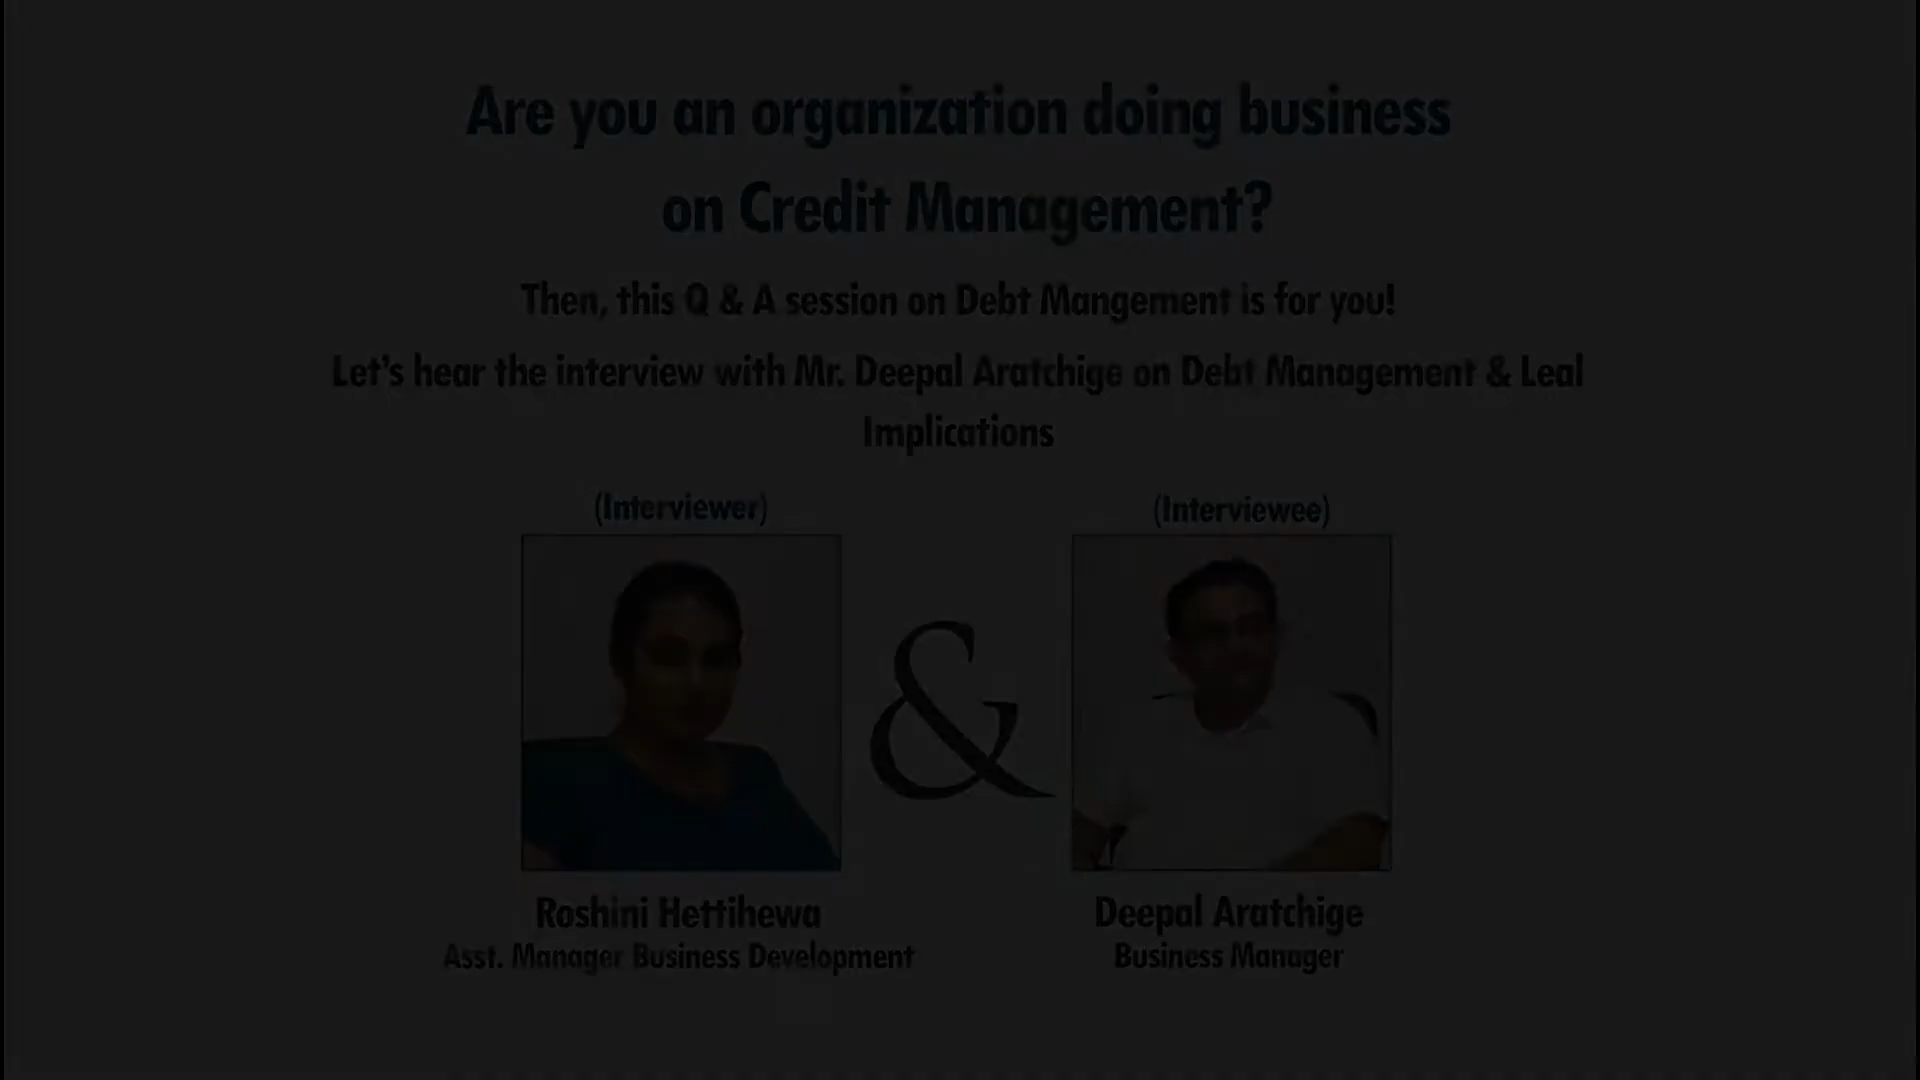 Are you an organization doing business
on Credit Management?
Then, this Q & A session on Debt Mangement is for you!
Let's hear the interview with Mr. Deepal Aratchige on Debt Management & Leal
Implications
(Interviewer)
(Interviewee)
&
Roshini Hettihewa
Deepal Aratchige
Asst. Manager Business Development
Business Manager